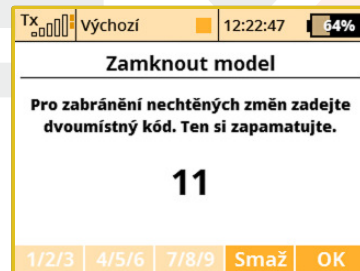 Tx Výchozí 12:22:47 64%
Zamknout model
Pro zabránění nechtěných změn zadejte
dvoumístný kód. Ten si zapamatujte.
11
1/2/3 4/5/6 7/8/9 Smaž OK